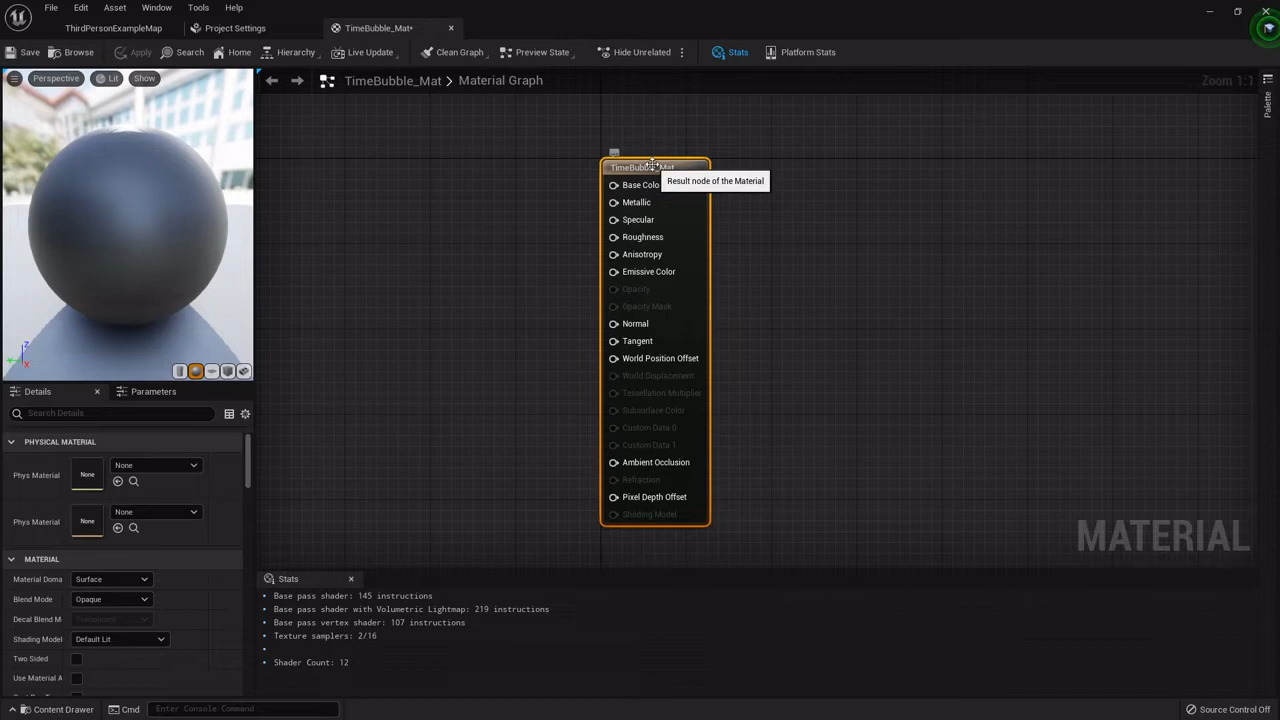 File Edit Asset Window Tools Help
ThirdPersonExampleMap Project Settings TimeBubble_Mat*
Save Browse Apply Search Home Hierarchy Live Update Clean Graph Preview State Hide Unrelated Stats Platform Stats
Perspective Lit Show
TimeBubble_Mat > Material Graph
Zoom 1:1
Palette
Result node of the Material
Base Colo
Metallic
Specular
Roughness
Anisotropy
Emissive Color
Opacity
Opacity Mask
Normal
Tangent
World Position Offset
World Displacement
Tessellation Multiplier
Subsurface Color
Custom Data 0
Custom Data 1
Ambient Occlusion
Refraction
Pixel Depth Offset
Shading Model
MATERIAL
Z
X
Details Parameters
Search Details
PHYSICAL MATERIAL
Phys Material None None
Phys Material None None
MATERIAL
Material Doma Surface
Blend Mode Opaque
Decal Blend M Translucent
Shading Model Default Lit
Two Sided
Use Material A
Stats
Base pass shader: 145 instructions
Base pass shader with Volumetric Lightmap: 219 instructions
Base pass vertex shader: 107 instructions
Texture samplers: 2/16
Shader Count: 12
Content Drawer Cmd Enter Console Command Source Control Off